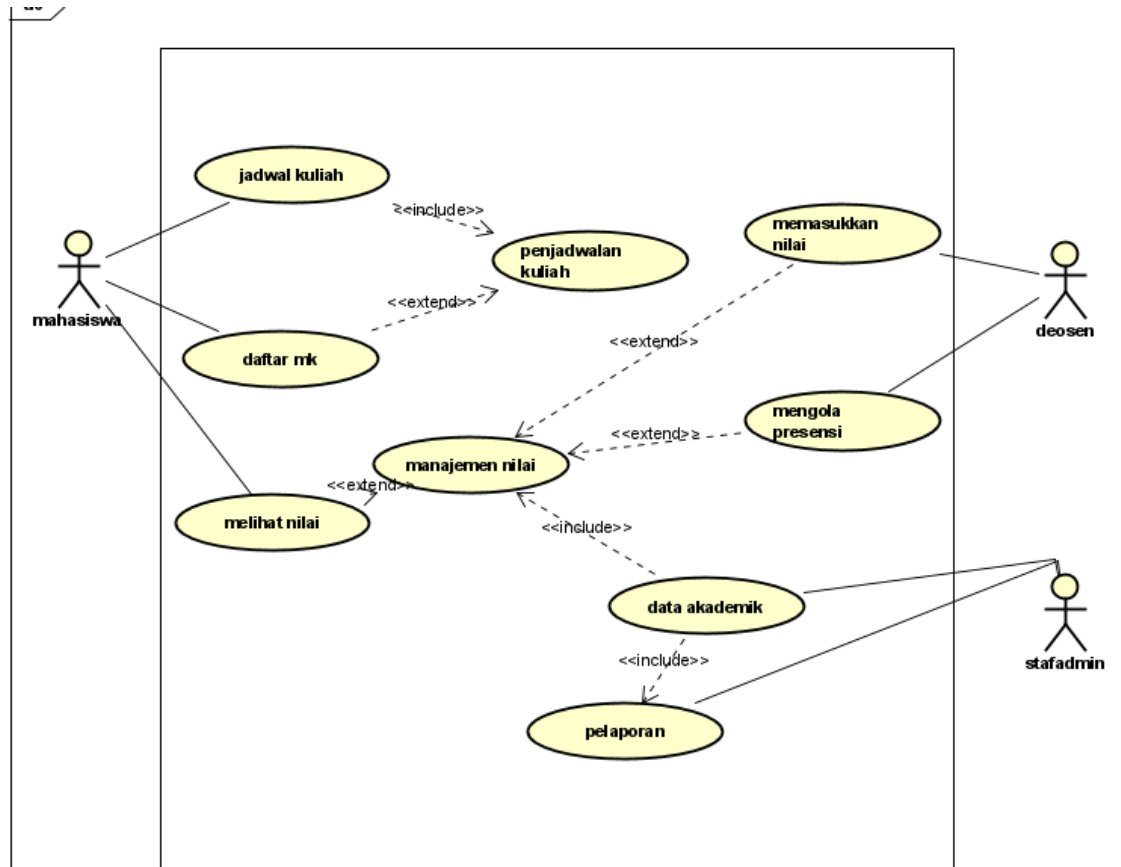 jadwal kuliah
<<include>>
memasukkan
nilai
penjadwalan
kuliah
mahasiswa
<<extend>>
deosen
<<extend>>
daftar mk
mengola
presensi
<<extend>>
manajemen nilai
<<extend>>
melihat nilai
<<include>>
data akademik
<<include>>
stafadmin
pelaporan